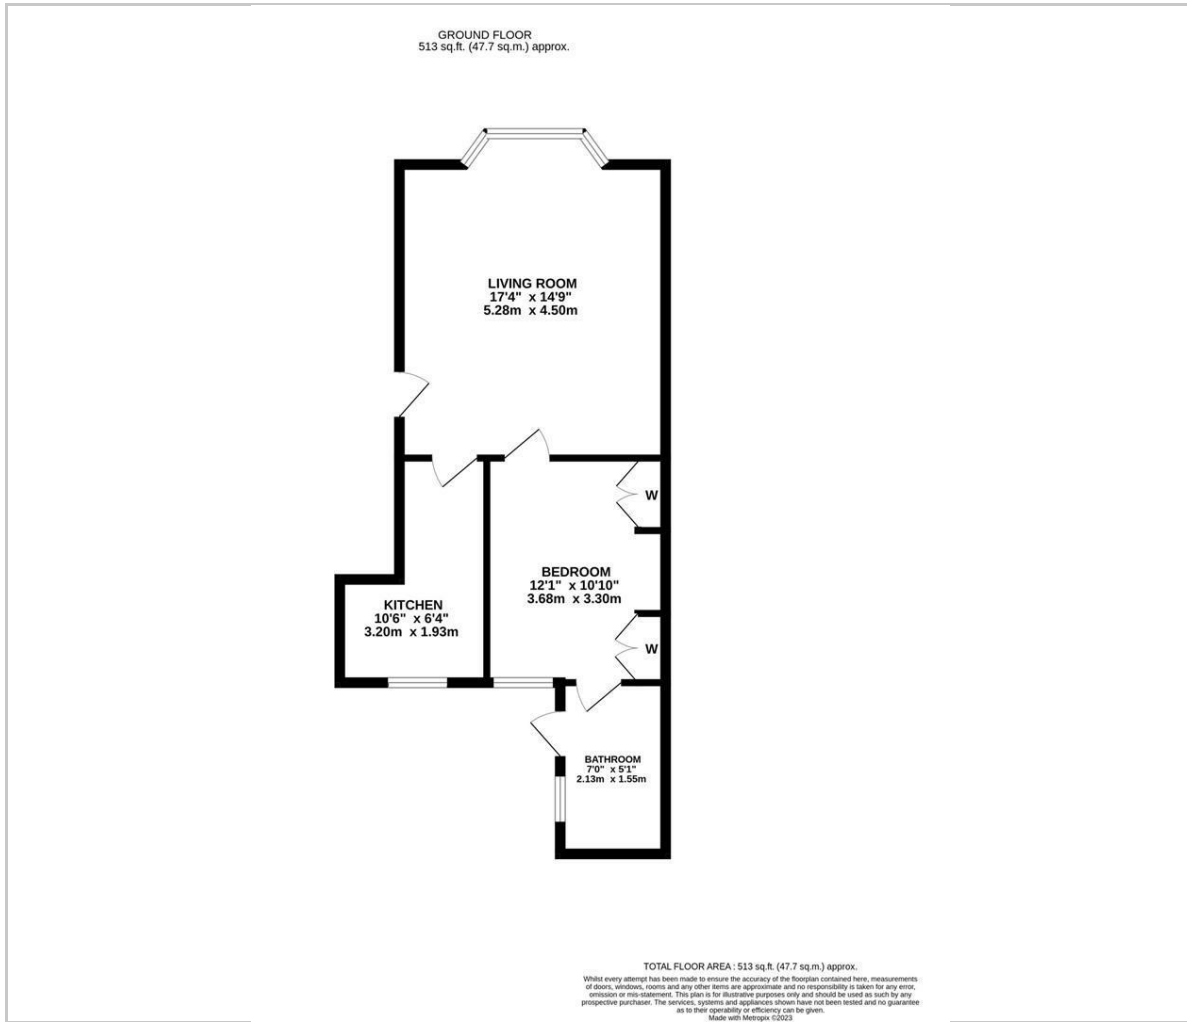 GROUND FLOOR
513 sq.ft. (47.7 sq.m.) approx.
LIVING ROOM
17'4" x 14'9"
5.28m x 4.50m
W
BEDROOM
12'1" x 10'10"
3.68m x 3.30m
KITCHEN
10'6" x 6'4"
3.20m x 1.93m
W
BATHROOM
7'0" x 5'1"
2.13m x 1.55m
TOTAL FLOOR AREA : 513 sq.ft. (47.7 sq.m.) approx.
Whilst every attempt has been made to ensure the accuracy of the floorplan contained here, measurements
of doors, windows, rooms and any other items are approximate and no responsibility is taken for any error,
omission or mis-statement. This plan is for illustrative purposes only and should be used as such by any
prospective purchaser. The services, systems and appliances shown have not been tested and no guarantee
as to their operability or efficiency can be given.
Made with Metropix ©2023